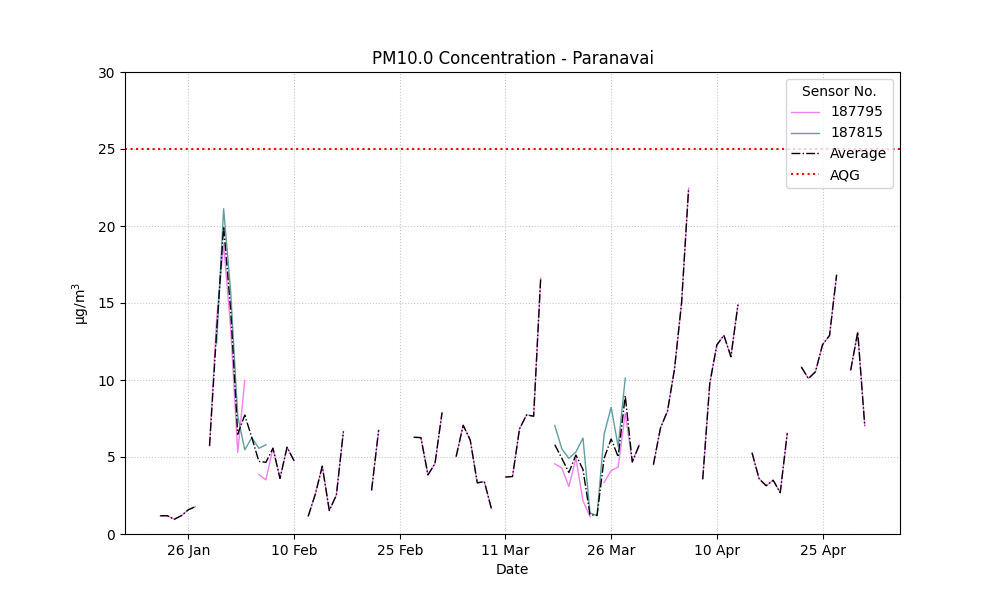 PM10.0 Concentration - Paranavai
30
25
20
15
10
5
0
µg/m³
26 Jan
10 Feb
25 Feb
11 Mar
26 Mar
10 Apr
25 Apr
Date
Sensor No.
187795
187815
Average
AQG